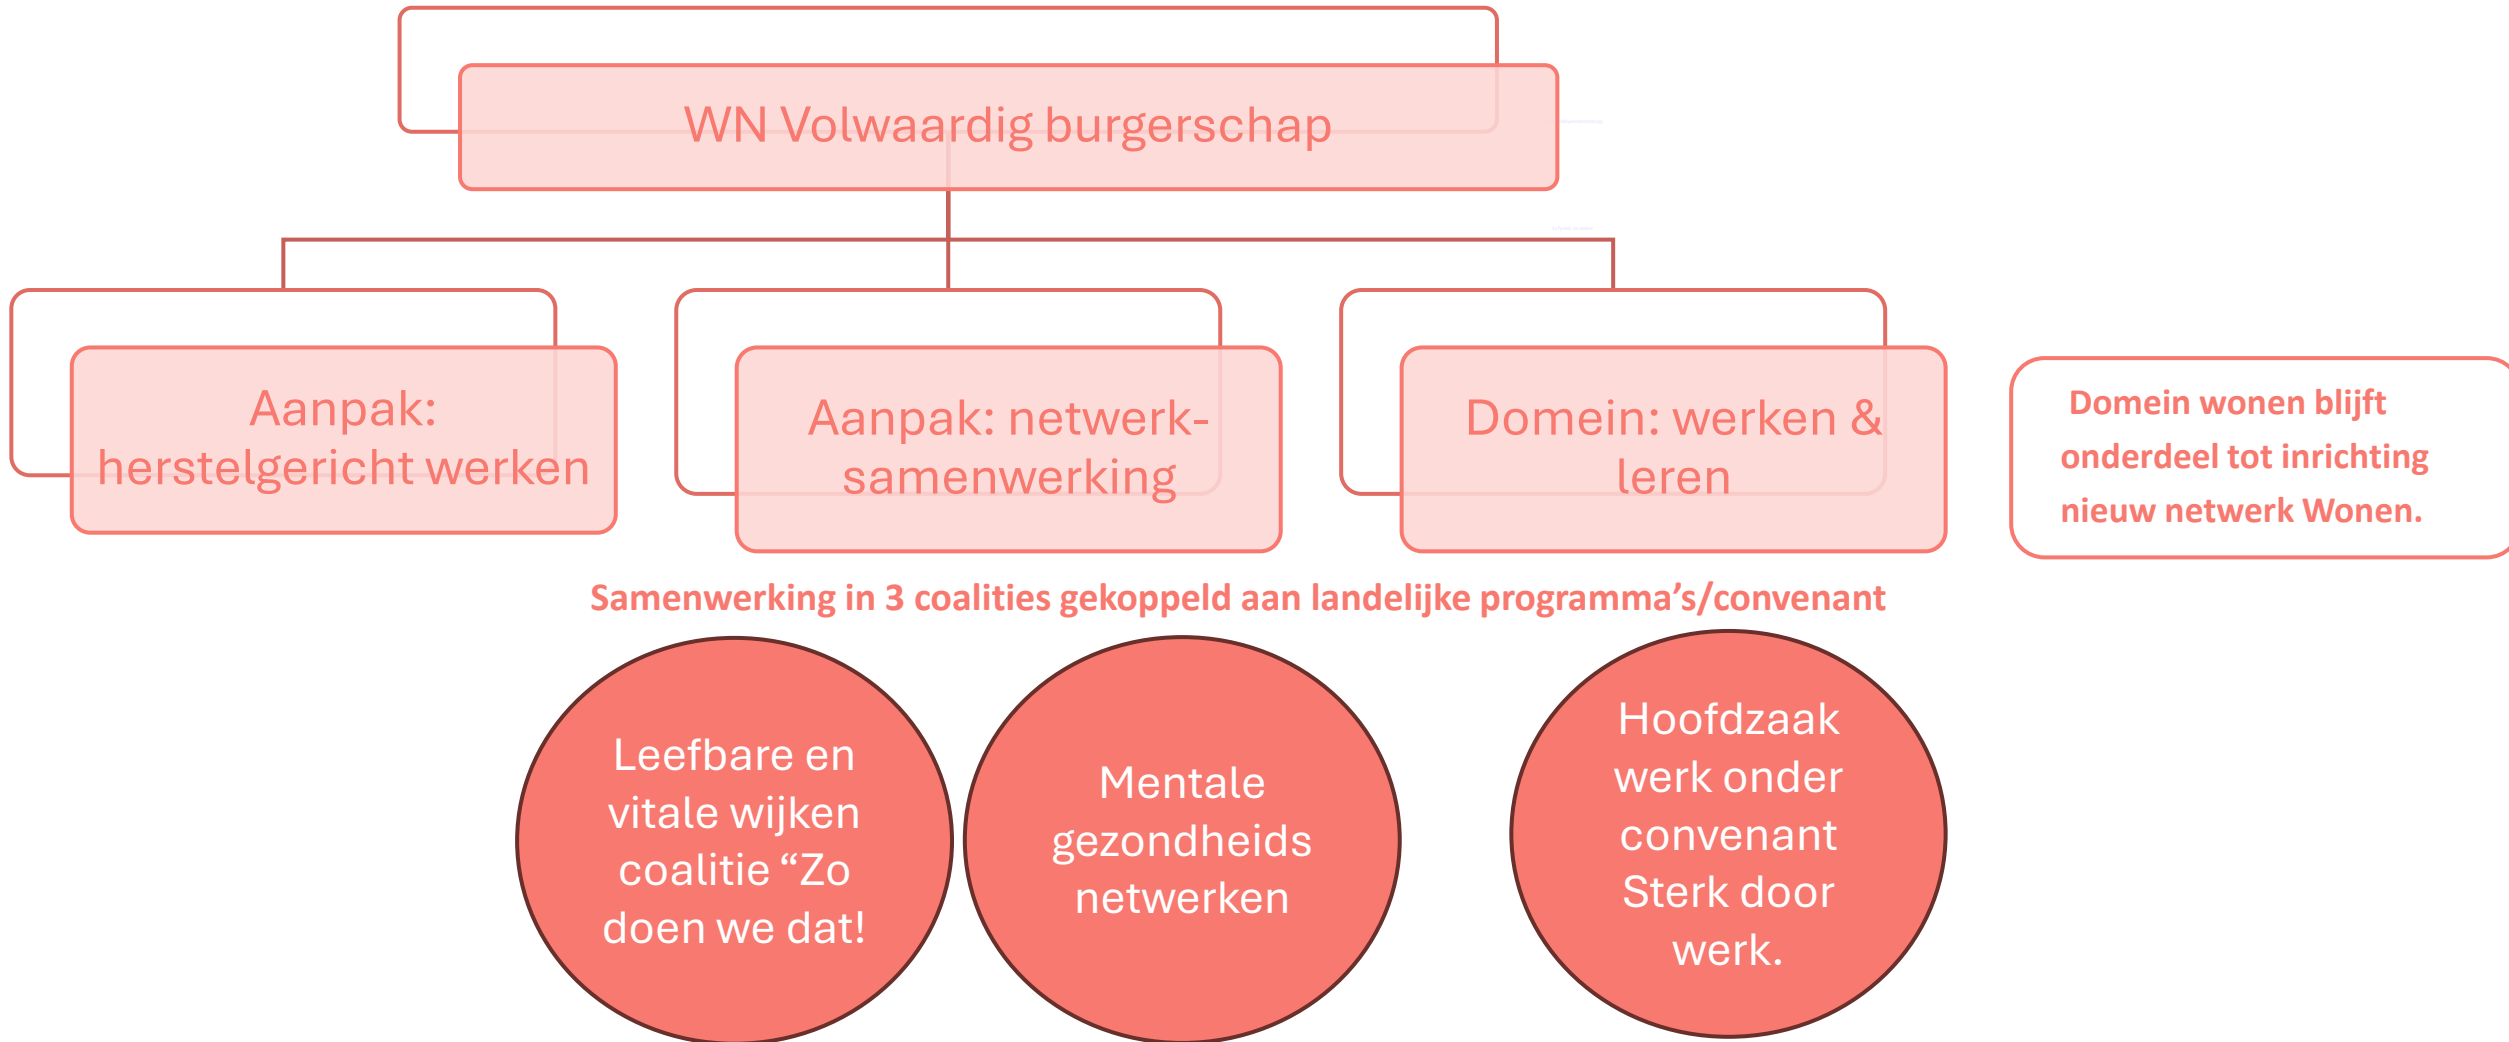 WN Volwaardig burgerschap
Aanpak:
herstelgericht werken
Aanpak: netwerk-
samenwerking
Domein: werken &
leren
Domein wonen blijft
onderdeel tot inrichting
nieuw netwerk Wonen.
Samenwerking in 3 coalities gekoppeld aan landelijke programma’s/convenant
Leefbare en
vitale wijken
coalitie “Zo
doen we dat!
Mentale
gezondheids
netwerken
Hoofdzaak
werk onder
convenant
Sterk door
werk.